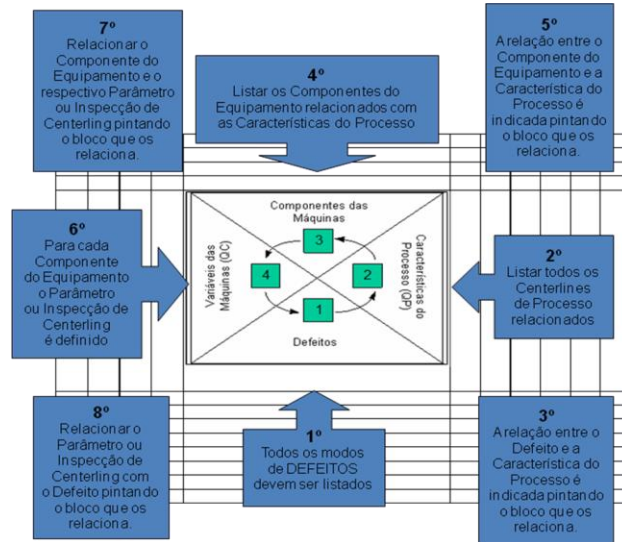 7º
Relacionar o
Componente do
Equipamento e o
respectivo Parâmetro
ou Inspecção de
Centerling pintando
o bloco que os
relaciona.
4º
Listar os Componentes do
Equipamento relacionados com
as Características do Processo
5º
A relação entre o
Componente do
Equipamento e a
Característica do
Processo é
indicada pintando
o bloco que os
relaciona.
6º
Para cada
Componente
do Equipamento
o Parâmetro
ou Inspecção de
Centerling
é definido
Componentes das
Máquinas
Variáveis das
Máquinas (QC)
Características do
Processo (QP)
3
4
2
1
Defeitos
2º
Listar todos os
Centerlines
de Processo
relacionados
8º
Relacionar o
Parâmetro ou
Inspecção de
Centerling com
o Defeito pintando
o bloco que os
relaciona.
1º
Todos os modos
de DEFEITOS
devem ser listados
3º
A relação entre o
Defeito e a
Característica do
Processo é
indicada pintando
o bloco que os
relaciona.